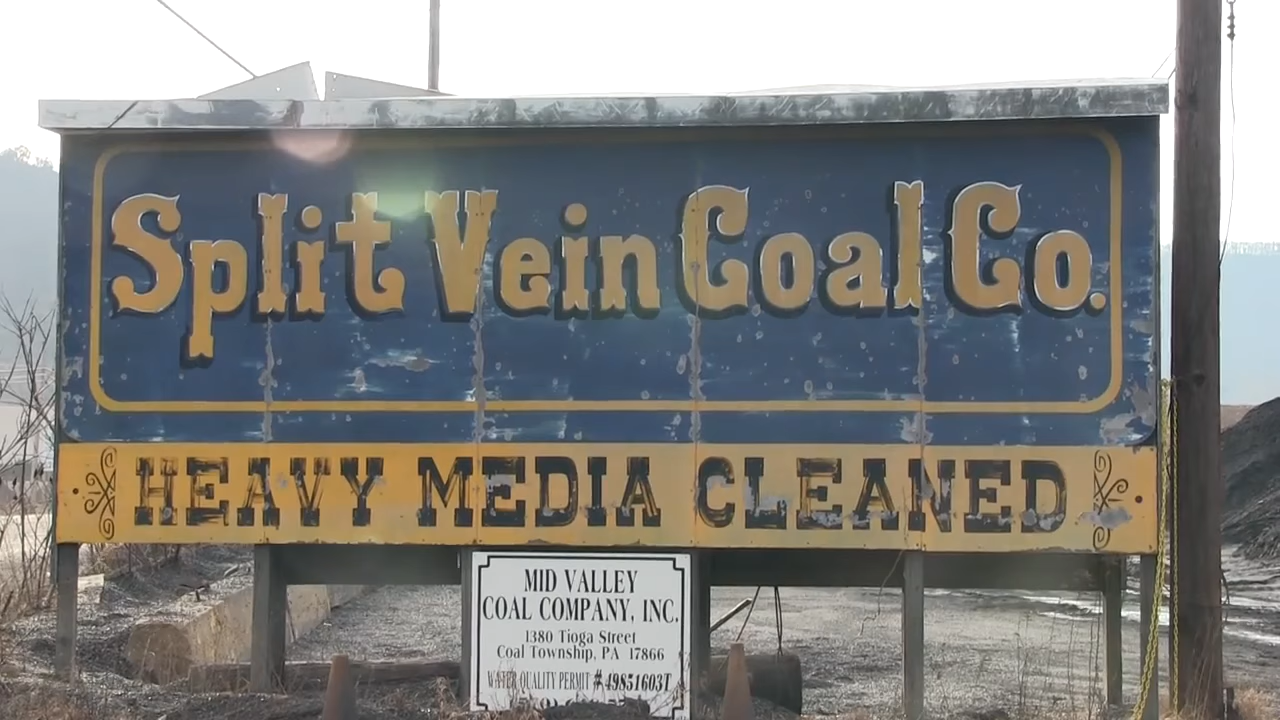 Split Vein Coal Co.
HEAVY MEDIA CLEANED
MID VALLEY
COAL COMPANY, INC.
1380 Tioga Street
Coal Township, PA 17866
WATER QUALITY PERMIT #49851603T